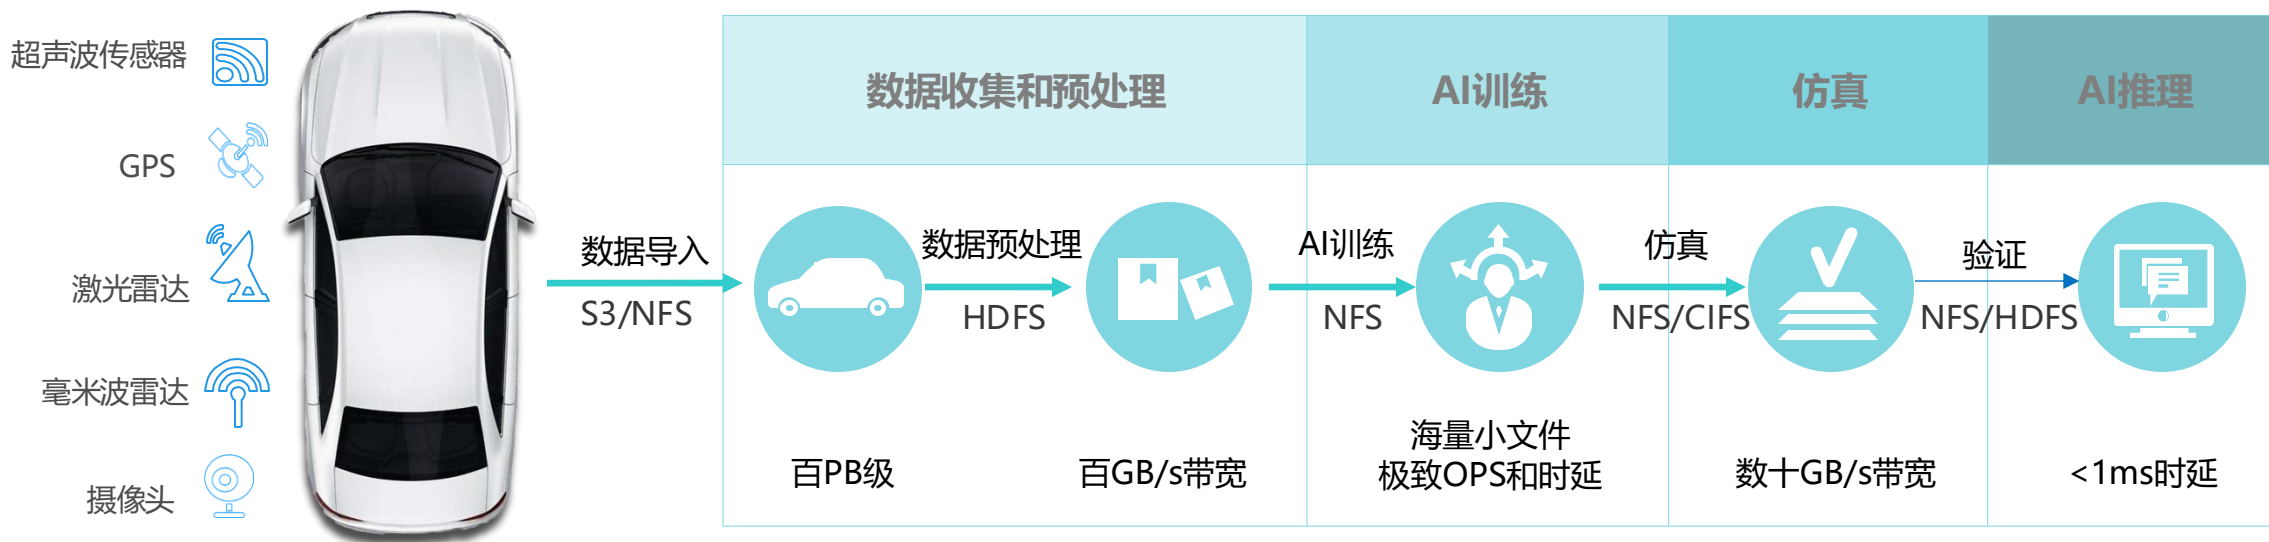 超声波传感器
GPS
激光雷达
毫米波雷达
摄像头
数据导入
S3/NFS
数据收集和预处理
AI训练
仿真
AI推理
数据预处理
HDFS
AI训练
NFS
仿真
NFS/CIFS
验证
NFS/HDFS
百PB级
百GB/s带宽
海量小文件
极致OPS和时延
数十GB/s带宽
<1ms时延